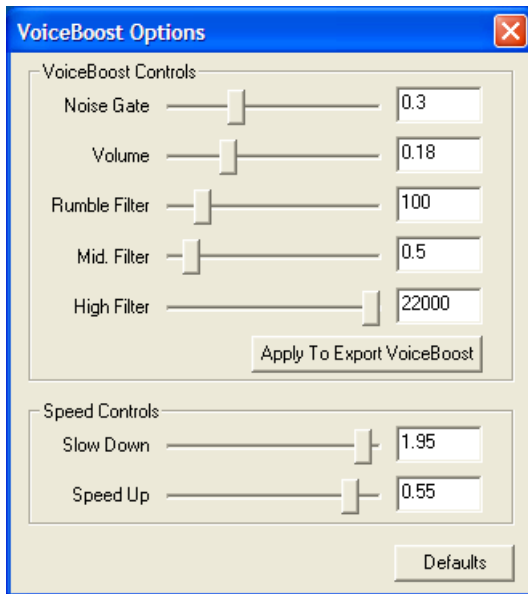 VoiceBoost Options
VoiceBoost Controls
Noise Gate 0.3
Volume 0.18
Rumble Filter 100
Mid. Filter 0.5
High Filter 22000
Apply To Export VoiceBoost
Speed Controls
Slow Down 1.95
Speed Up 0.55
Defaults